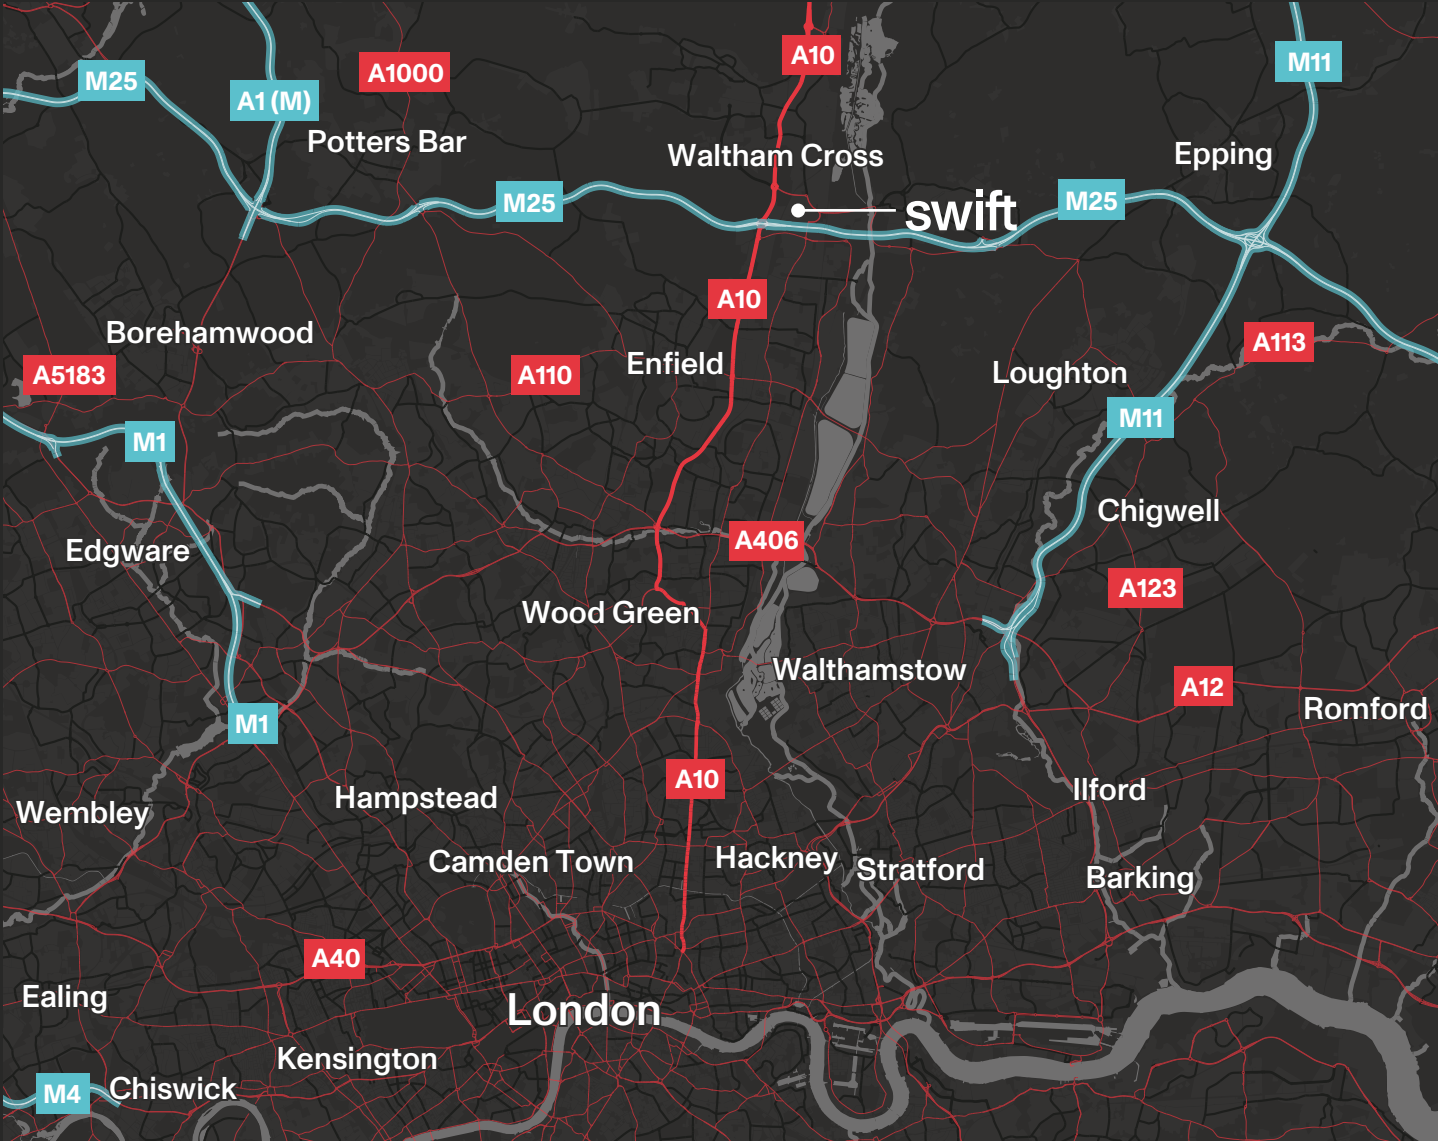 A10
M11
M25
A1000
A1 (M)
Potters Bar
Waltham Cross
Epping
M25
M25
swift
A10
Borehamwood
A113
Enfield
A5183
A110
Loughton
M1
M11
Chigwell
Edgware
A406
A123
Wood Green
Walthamstow
A12
Romford
M1
A10
Ilford
Hampstead
Wembley
Camden Town
Hackney
Stratford
Barking
A40
Ealing
London
Kensington
M4
Chiswick